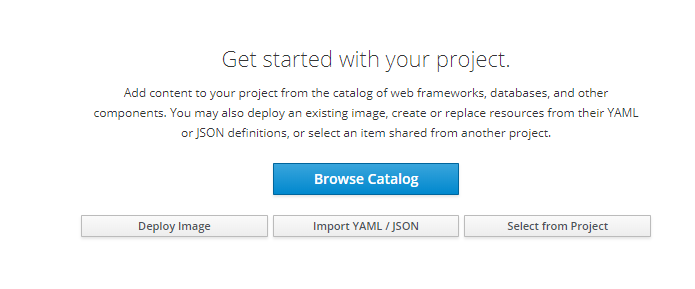 Get started with your project.
Add content to your project from the catalog of web frameworks, databases, and other
components. You may also deploy an existing image, create or replace resources from their YAML
or JSON definitions, or select an item shared from another project.
Browse Catalog
Deploy Image
Import YAML / JSON
Select from Project